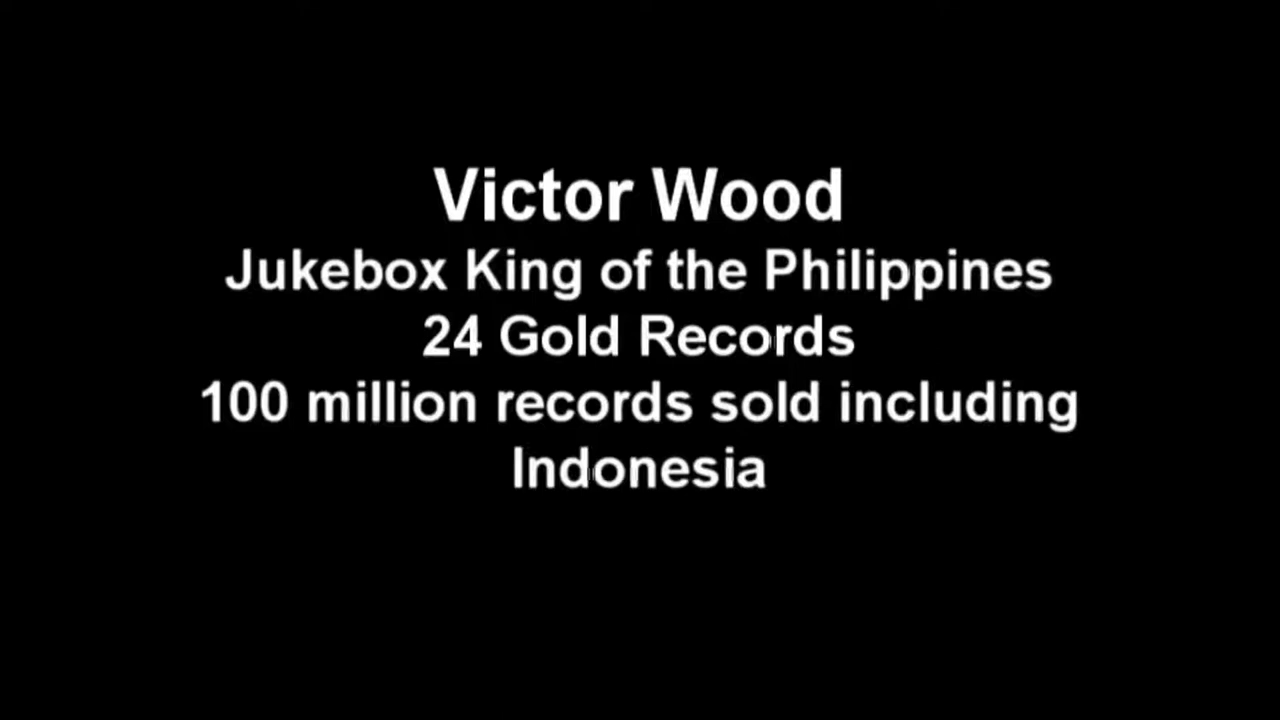 Victor Wood
Jukebox King of the Philippines
24 Gold Records
100 million records sold including
Indonesia